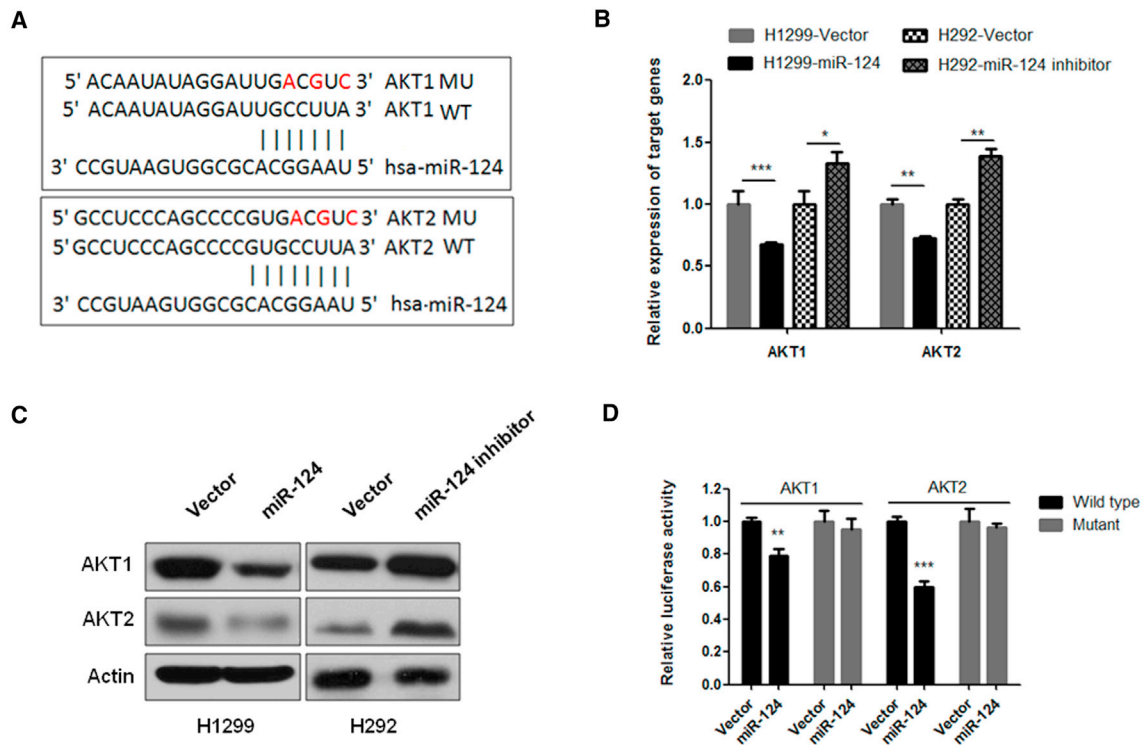 A
5' ACAAUAUAGGAUUGACGUC 3' AKT1 MU
5' ACAAUAUAGGAUUGCCUUA 3' AKT1 WT
3' CCGUAAGUGGCGCACGGAAU 5' hsa-miR-124
5' GCCUCCCAGCCCCGUGACGUC 3' AKT2 MU
5' GCCUCCCAGCCCCGUGCCUUA 3' AKT2 WT
3' CCGUAAGUGGCGCACGGAAU 5' hsa-miR-124
B
H1299-Vector
H292-Vector
H1299-miR-124
H292-miR-124 inhibitor
Relative expression of target genes
2.0
1.5
1.0
0.5
0.0
***
*
**
**
AKT1
AKT2
C
Vector
miR-124
Vector
miR-124 inhibitor
AKT1
AKT2
Actin
H1299
H292
D
AKT1
AKT2
Wild type
Mutant
Relative luciferase activity
1.2
1.0
0.8
0.6
0.4
0.2
0.0
**
***
Vector
miR-124
Vector
miR-124
Vector
miR-124
Vector
miR-124